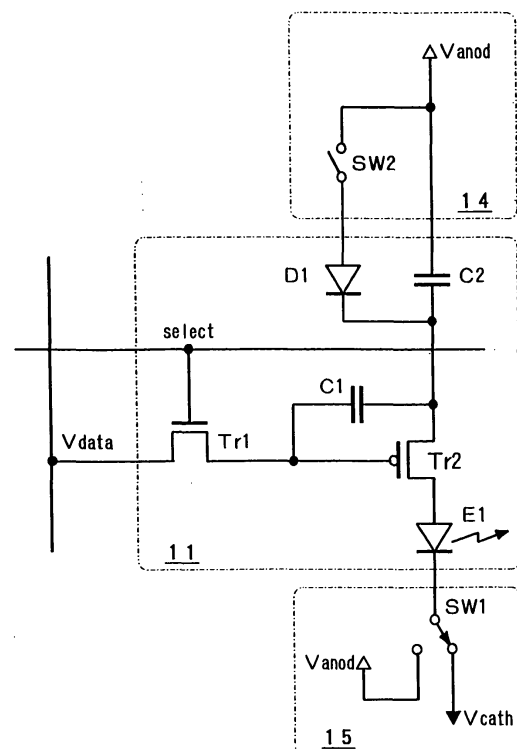 Vanod
SW2
14
D1
C2
select
C1
Vdata
Tr1
Tr2
E1
11
SW1
Vanod
Vcath
15